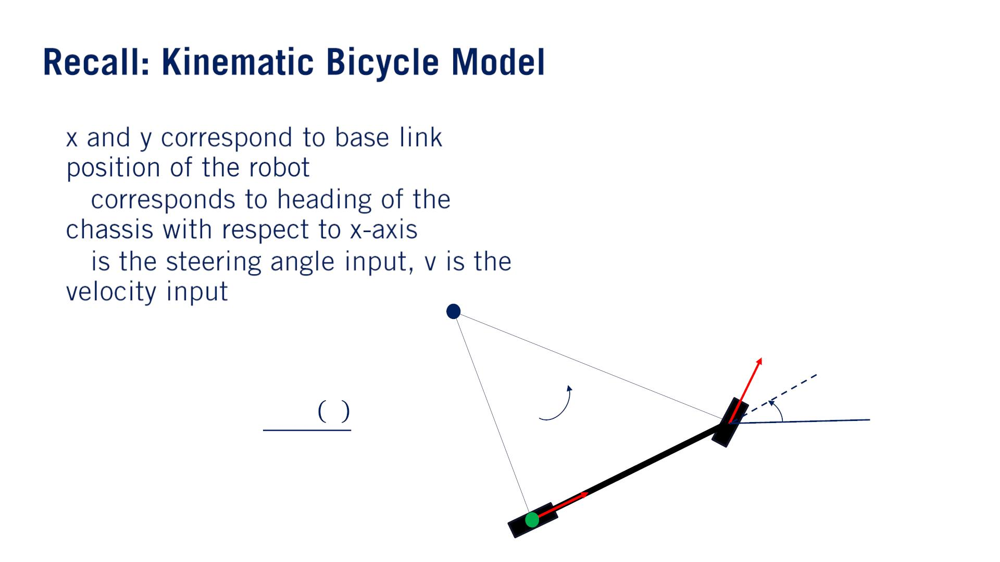 Recall: Kinematic Bicycle Model
x and y correspond to base link
position of the robot
corresponds to heading of the
chassis with respect to x-axis
is the steering angle input, v is the
velocity input
( )